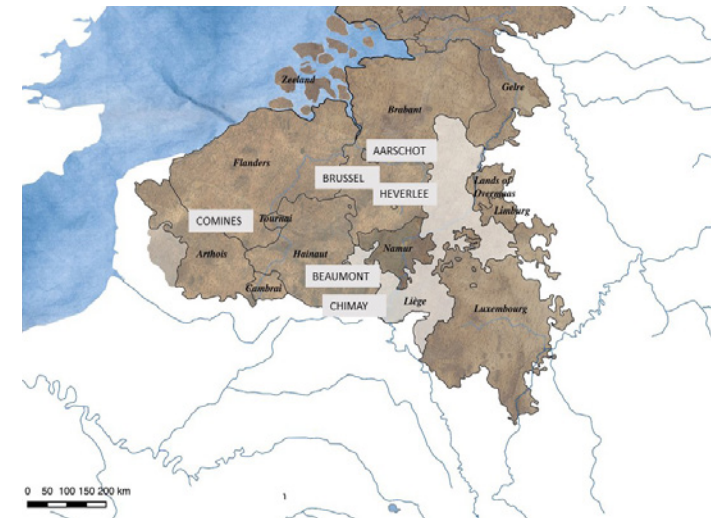 Zeeland
Gelre
Brabant
AARSCHOT
Flanders
BRUSSEL
HEVERLEE
Lands of
Overmaas
Limburg
COMINES
Tournai
Arthois
Hainaut
Namur
BEAUMONT
Cambrai
CHIMAY
Liège
Luxembourg
0 50 100 150 200 km